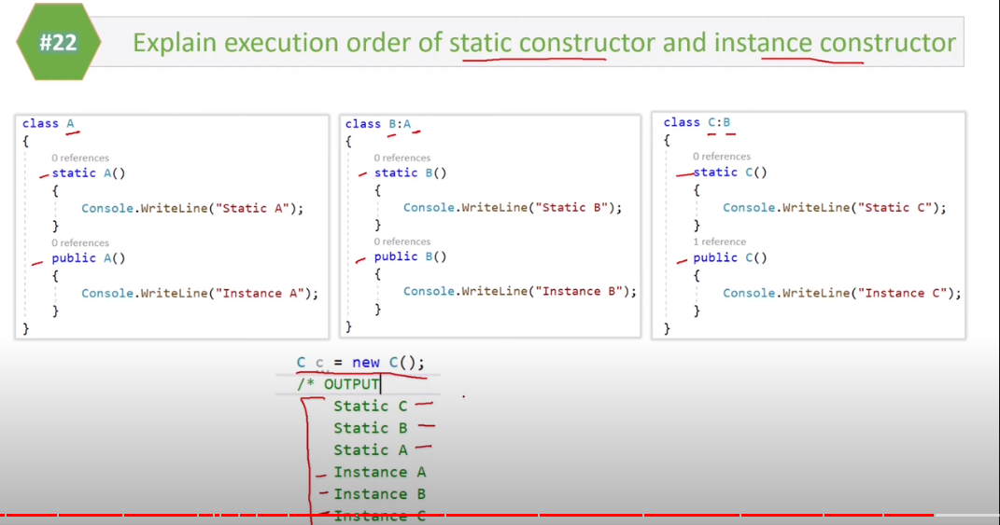 #22
Explain execution order of static constructor and instance constructor
class A
{
0 references
static A()
{
Console.WriteLine("Static A");
}
0 references
public A()
{
Console.WriteLine("Instance A");
}
}
class B:A
{
0 references
static B()
{
Console.WriteLine("Static B");
}
0 references
public B()
{
Console.WriteLine("Instance B");
}
}
class C:B
{
0 references
static C()
{
Console.WriteLine("Static C");
}
1 reference
public C()
{
Console.WriteLine("Instance C");
}
}
C c = new C();
/* OUTPUT
Static C
Static B
Static A
Instance A
Instance B
Instance C